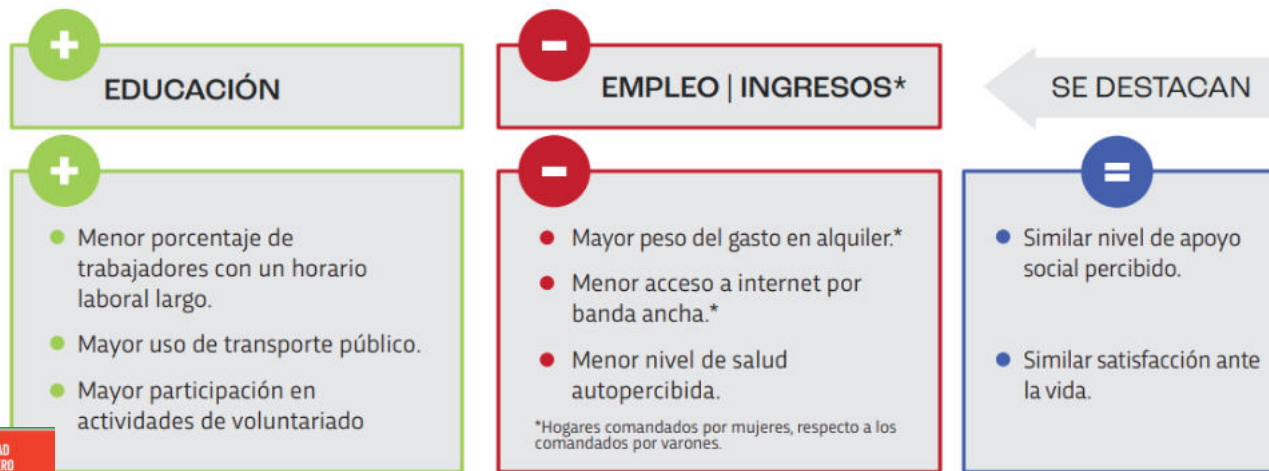 +
EDUCACIÓN
-
EMPLEO | INGRESOS*
SE DESTACAN
+
● Menor porcentaje de
trabajadores con un horario
laboral largo.
● Mayor uso de transporte público.
● Mayor participación en
actividades de voluntariado
-
● Mayor peso del gasto en alquiler.*
● Menor acceso a internet por
banda ancha.*
● Menor nivel de salud
autopercibida.
*Hogares comandados por mujeres, respecto a los
comandados por varones.
=
● Similar nivel de apoyo
social percibido.
● Similar satisfacción ante
la vida.